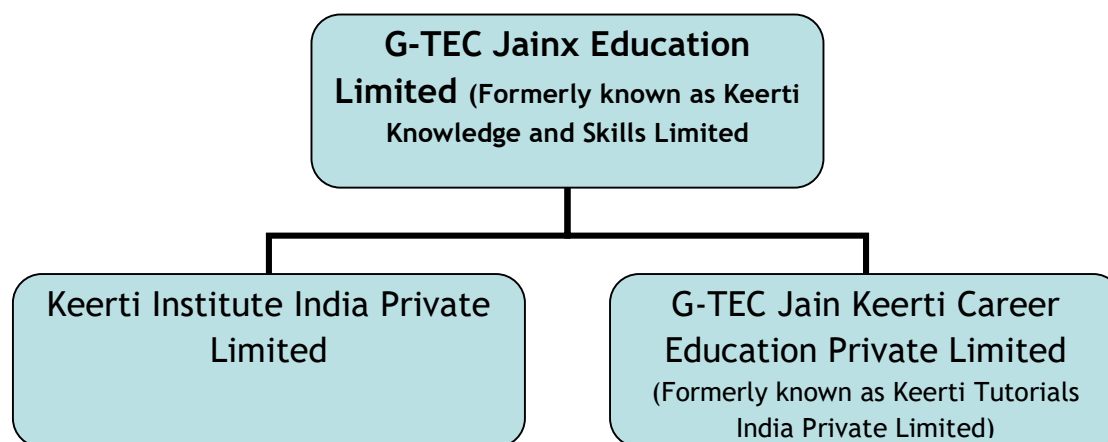 G-TEC Jainx Education
Limited (Formerly known as Keerti
Knowledge and Skills Limited
Keerti Institute India Private
Limited
G-TEC Jain Keerti Career
Education Private Limited
(Formerly known as Keerti Tutorials
India Private Limited)